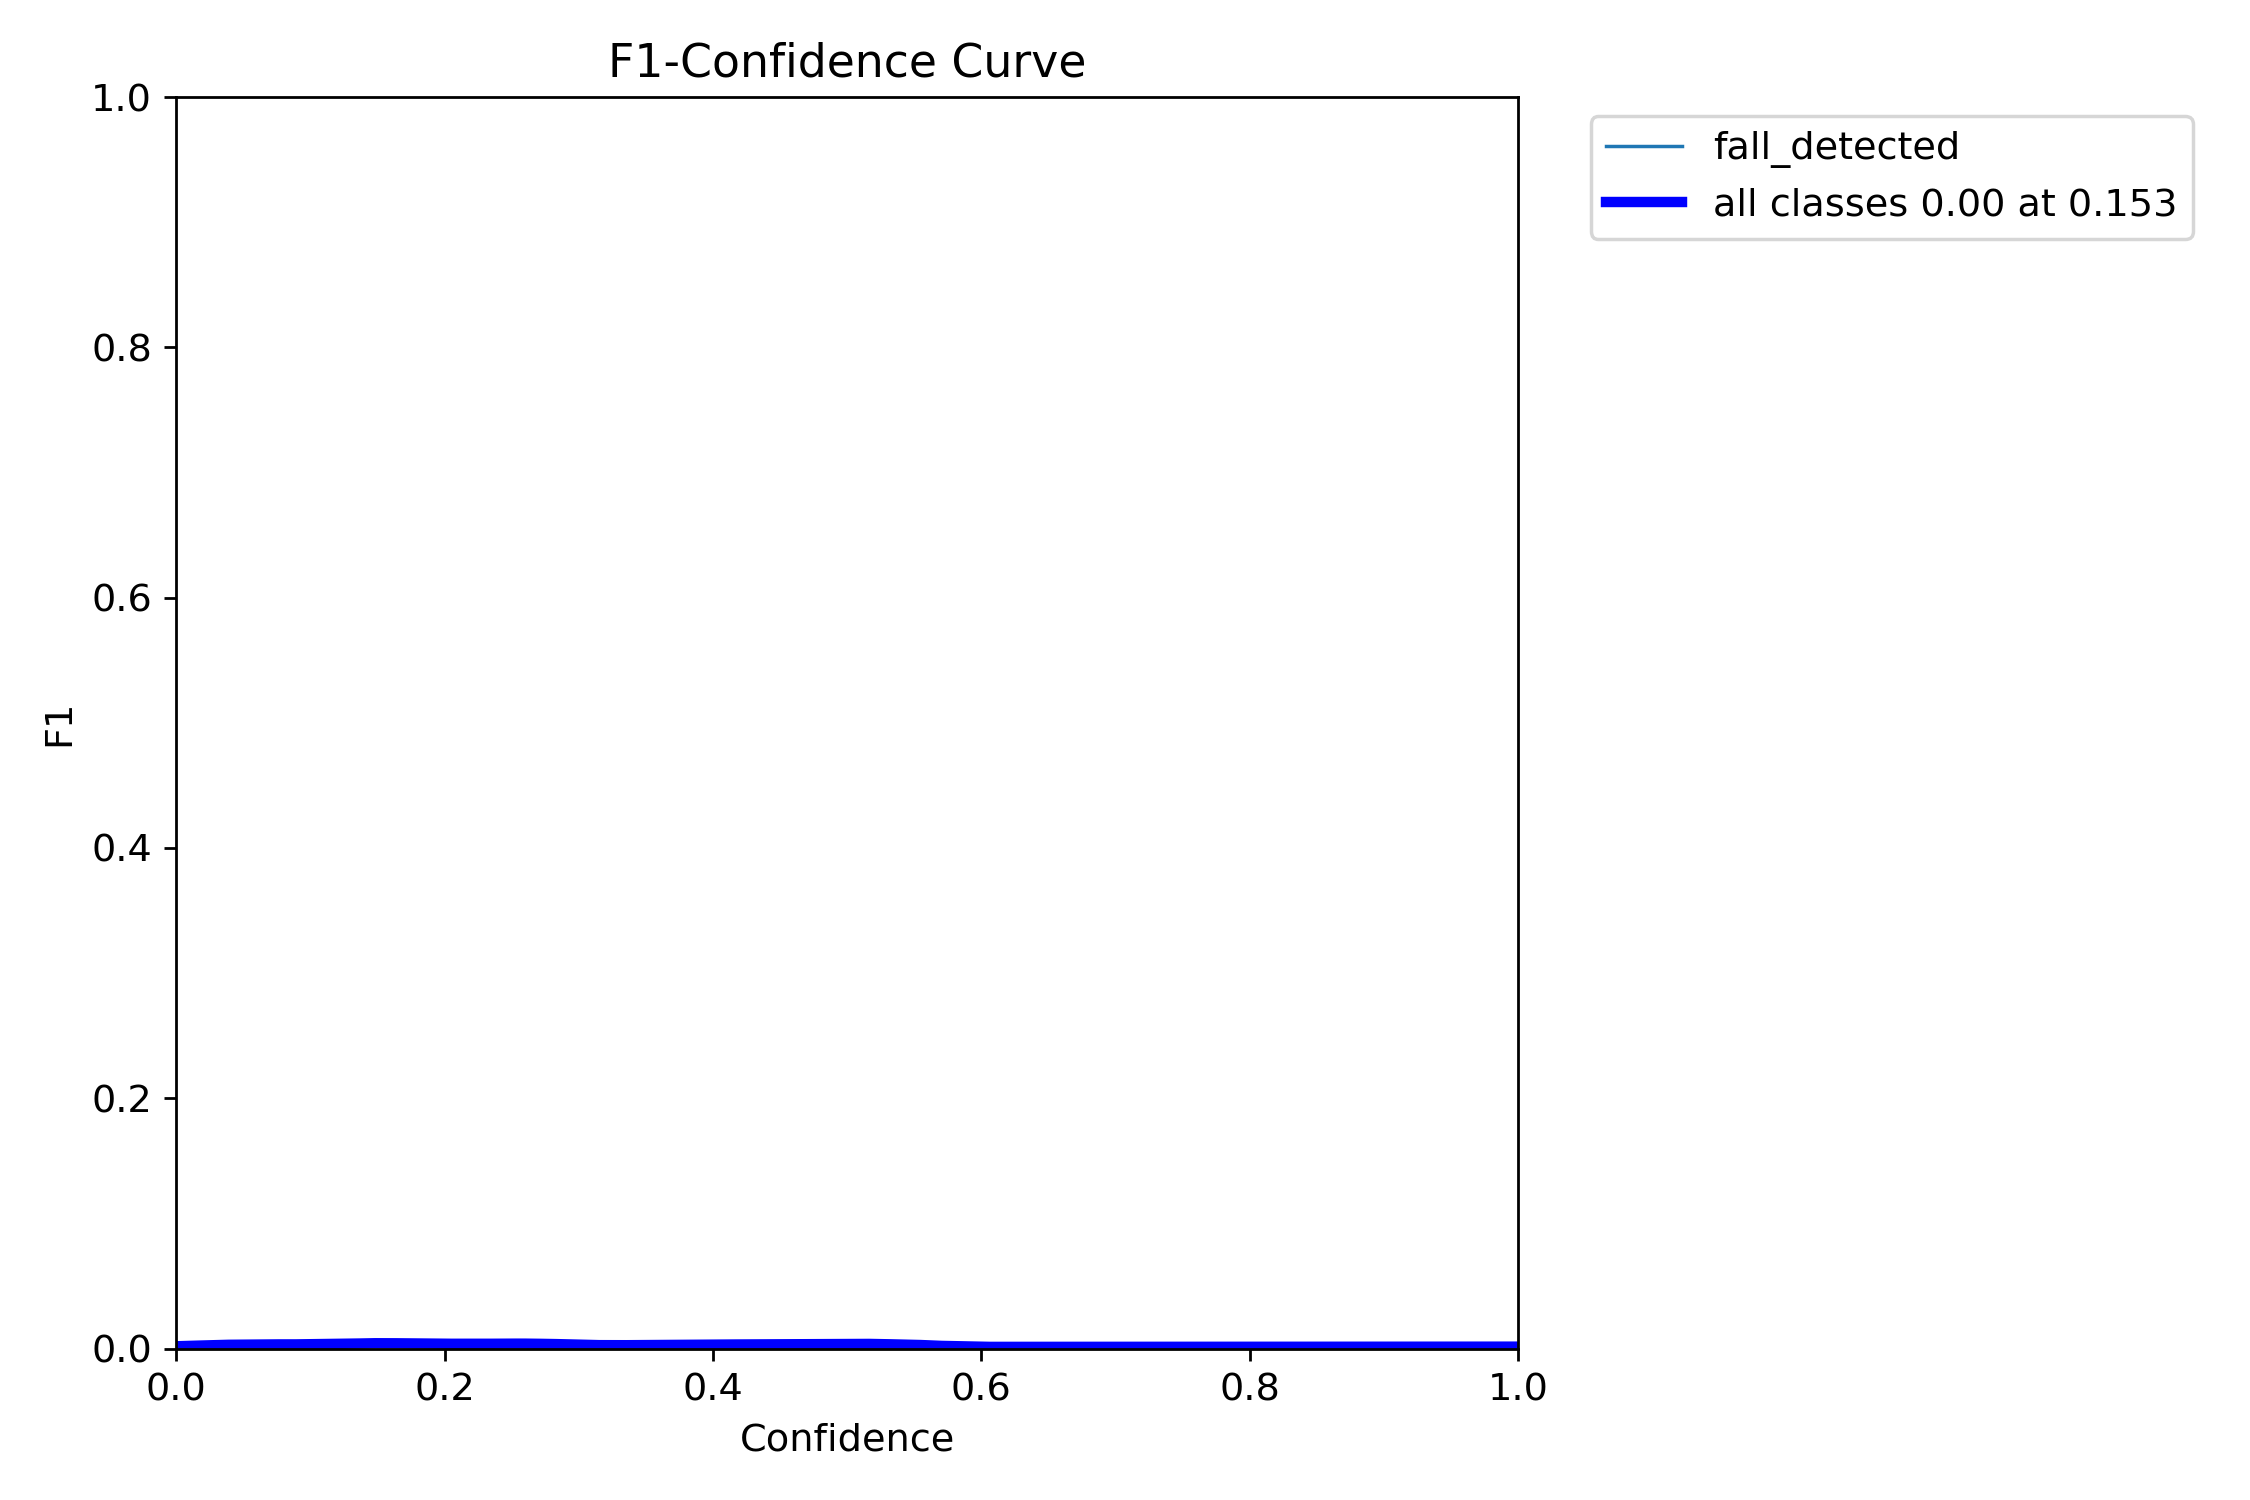 F1-Confidence Curve
1.0
0.8
0.6
0.4
0.2
0.0
F1
0.0 0.2 0.4 0.6 0.8 1.0
Confidence
fall_detected
all classes 0.00 at 0.153